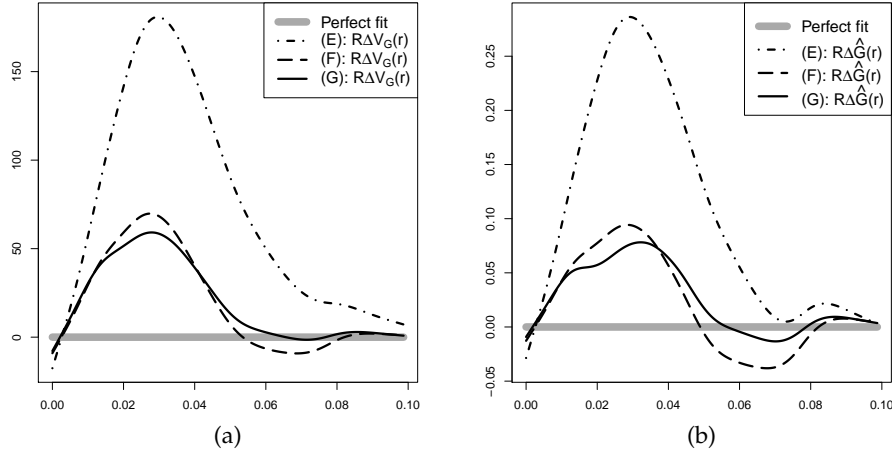 Perfect fit
(E): RΔV_G(r)
(F): RΔV_G(r)
(G): RΔV_G(r)
0 50 100 150
0.00 0.02 0.04 0.06 0.08 0.10
(a)
Perfect fit
(E): RΔĜ(r)
(F): RΔĜ(r)
(G): RΔĜ(r)
−0.05 0.00 0.05 0.10 0.15 0.20 0.25
0.00 0.02 0.04 0.06 0.08 0.10
(b)